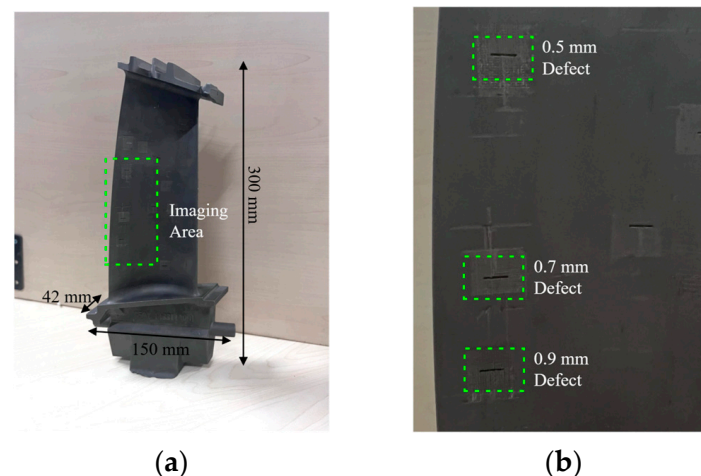 300 mm
Imaging
Area
42 mm
150 mm
0.5 mm
Defect
0.7 mm
Defect
0.9 mm
Defect
(a)
(b)